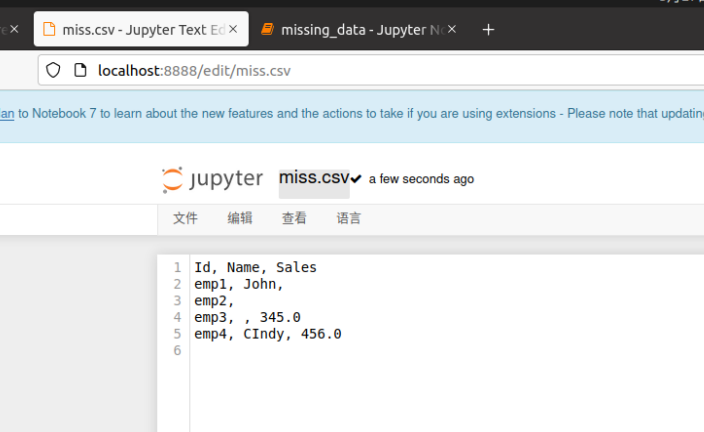 miss.csv - Jupyter Text Ed
missing_data - Jupyter No
localhost:8888/edit/miss.csv
to Notebook 7 to learn about the new features and the actions to take if you are using extensions - Please note that updating
jupyter miss.csv a few seconds ago
文件 编辑 查看 语言
1 Id, Name, Sales
2 emp1, John,
3 emp2,
4 emp3, , 345.0
5 emp4, CIndy, 456.0
6